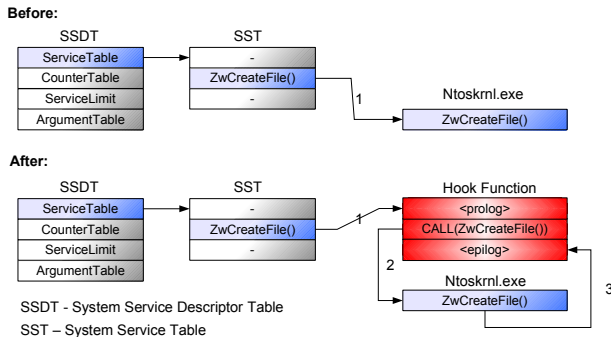 Before:
SSDT
SST
ServiceTable
-
CounterTable
ZwCreateFile()
ServiceLimit
-
1
Ntoskrnl.exe
ArgumentTable
ZwCreateFile()
After:
SSDT
SST
Hook Function
ServiceTable
-
1
<prolog>
CounterTable
ZwCreateFile()
CALL(ZwCreateFile())
ServiceLimit
-
<epilog>
2
ArgumentTable
Ntoskrnl.exe
3
ZwCreateFile()
SSDT - System Service Descriptor Table
SST – System Service Table